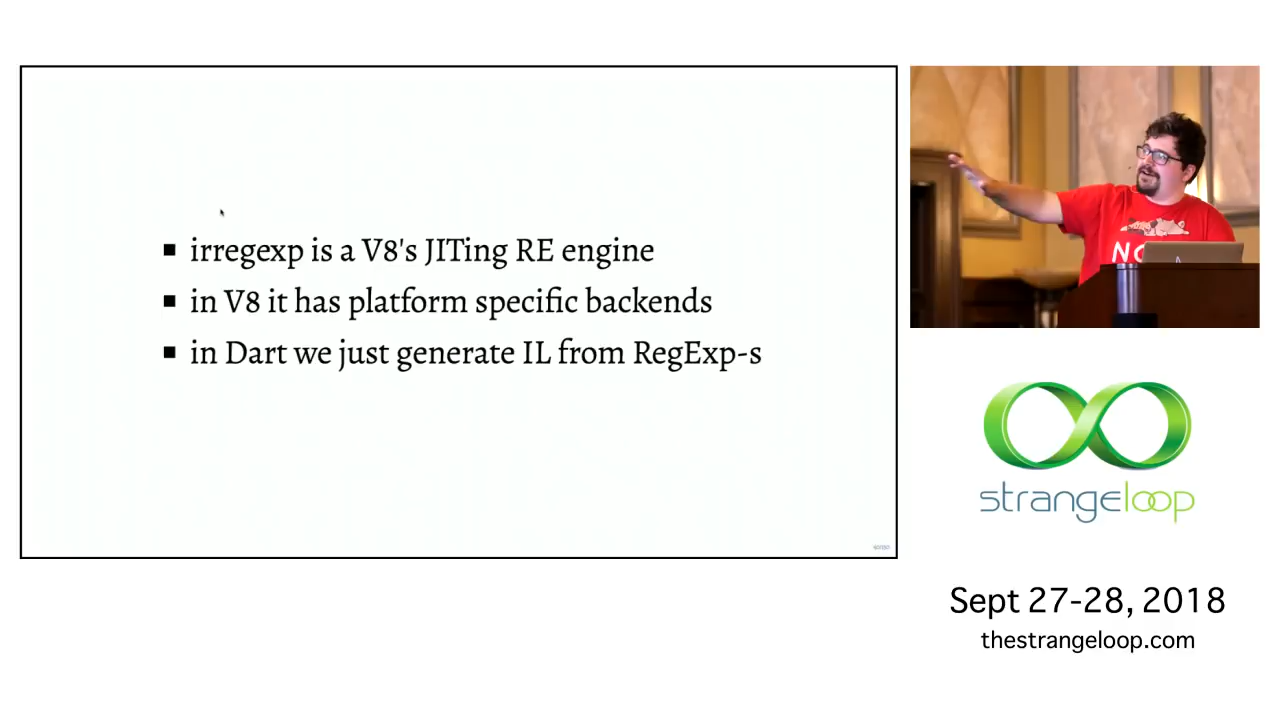 irregexp is a V8's JITing RE engine
in V8 it has platform specific backends
in Dart we just generate IL from RegExp-s
NO
strangeloop
Sept 27-28, 2018
thestrangeloop.com